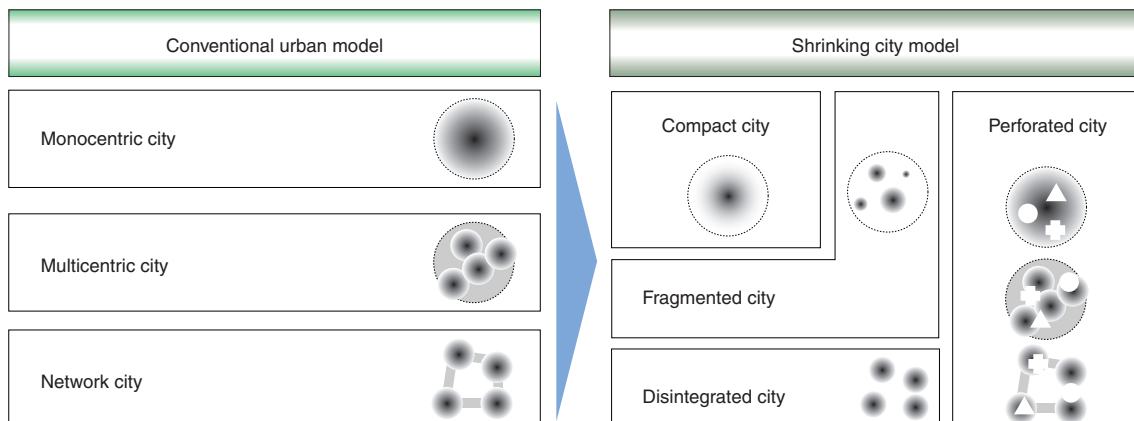 Conventional urban model
Monocentric city
Multicentric city
Network city
Shrinking city model
Compact city
Perforated city
Fragmented city
Disintegrated city